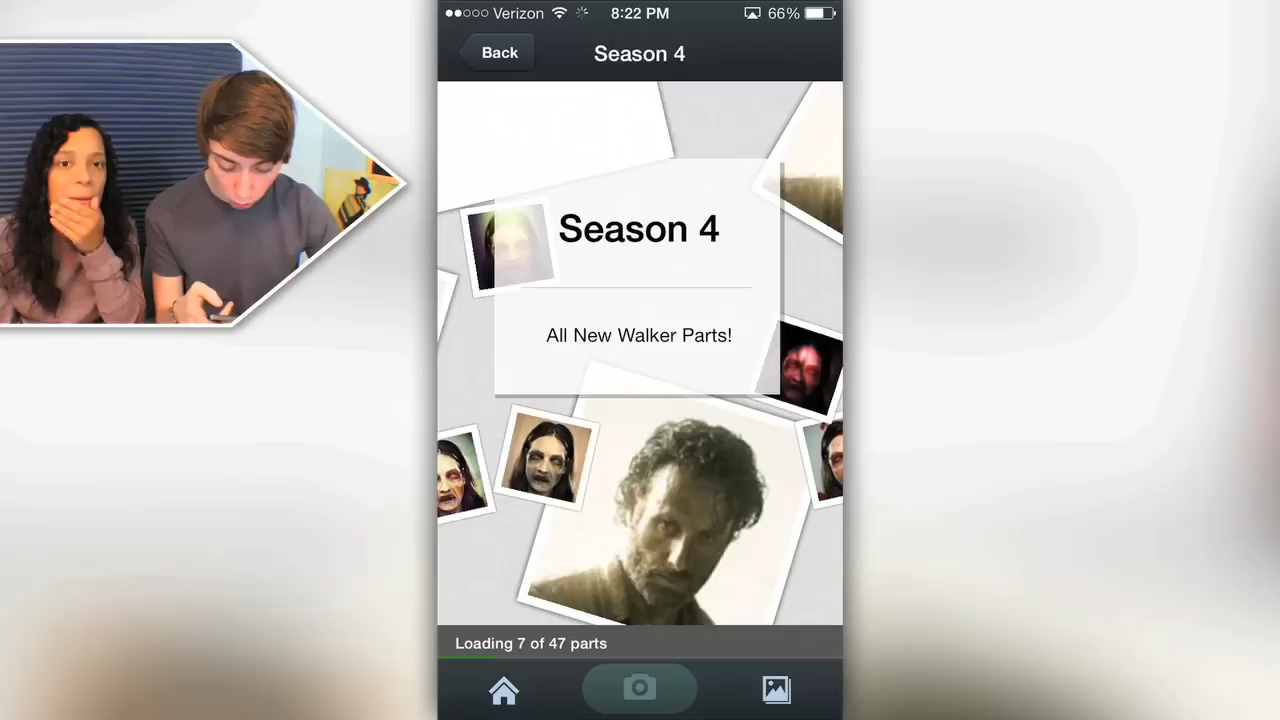 Verizon 8:22 PM 66%
Back Season 4
Season 4
All New Walker Parts!
Loading 7 of 47 parts